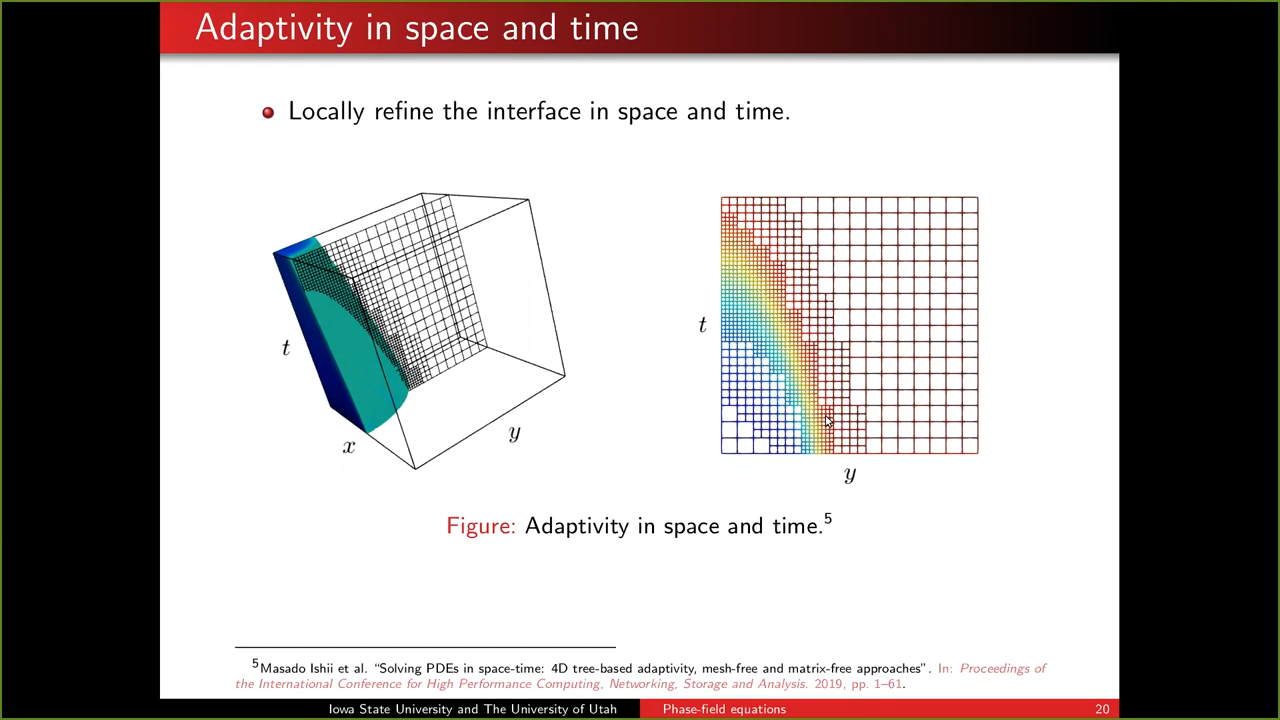 Adaptivity in space and time
Locally refine the interface in space and time.
t
x
y
t
y
Figure: Adaptivity in space and time.5
5Masado Ishii et al. “Solving PDEs in space-time: 4D tree-based adaptivity, mesh-free and matrix-free approaches”. In: Proceedings of
the International Conference for High Performance Computing, Networking, Storage and Analysis. 2019, pp. 1–61.
Iowa State University and The University of Utah
Phase-field equations
20